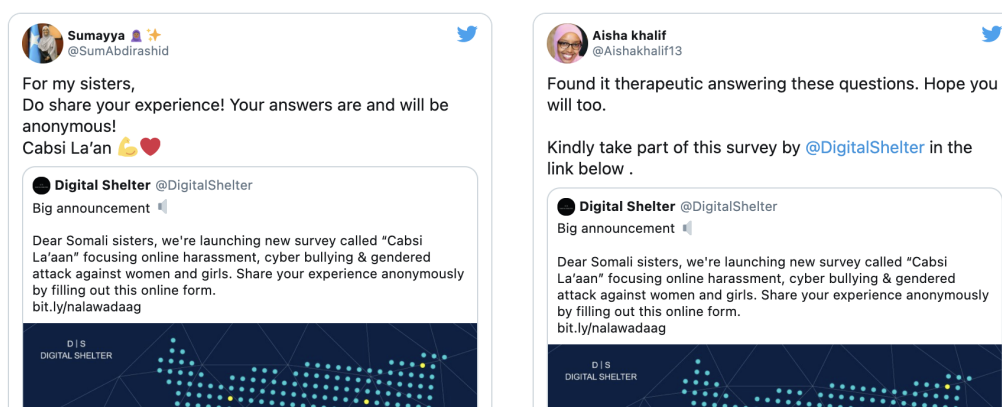 Sumayya 🧕🏽✨
@SumAbdirashid
For my sisters,
Do share your experience! Your answers are and will be
anonymous!
Cabsi La’an 💪❤️
Digital Shelter @DigitalShelter
Big announcement 🔈
Dear Somali sisters, we're launching new survey called “Cabsi
La’aan” focusing online harassment, cyber bullying & gendered
attack against women and girls. Share your experience anonymously
by filling out this online form.
bit.ly/nalawadaag
D | S
DIGITAL SHELTER
Aisha khalif
@Aishakhalif13
Found it therapeutic answering these questions. Hope you
will too.
Kindly take part of this survey by @DigitalShelter in the
link below .
Digital Shelter @DigitalShelter
Big announcement 🔈
Dear Somali sisters, we're launching new survey called “Cabsi
La’aan” focusing online harassment, cyber bullying & gendered
attack against women and girls. Share your experience anonymously
by filling out this online form.
bit.ly/nalawadaag
D | S
DIGITAL SHELTER